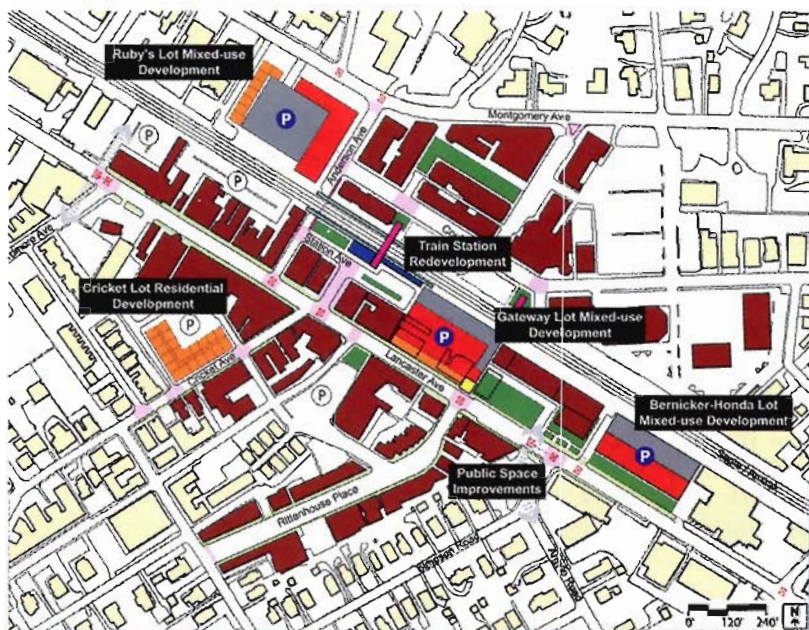 Ruby's Lot Mixed-use
Development
P
Montgomery Ave
P
Anderson Ave
P
Station Ave
Train Station
Redevelopment
Cricket Lot Residential
Development
P
Gateway Lot Mixed-use
Development
P
Cricket Ave
Lancaster Ave
P
Bernicker-Honda Lot
Mixed-use Development
P
Public Space
Improvements
Rittenhouse Place
Simpson Road
0' 120' 240'
N